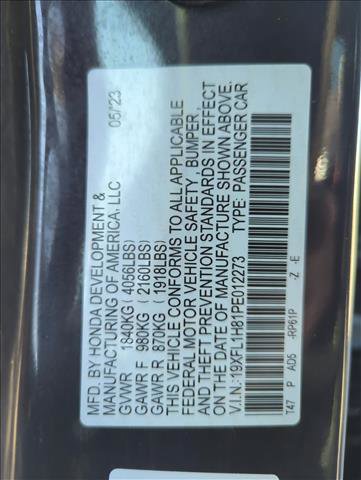 MFD. BY HONDA DEVELOPMENT &
MANUFACTURING OF AMERICA, LLC 05/'23
GVWR 1840KG ( 4056LBS)
GAWR F 980KG ( 2160LBS)
GAWR R 870KG ( 1918LBS)
THIS VEHICLE CONFORMS TO ALL APPLICABLE
FEDERAL MOTOR VEHICLE SAFETY, BUMPER,
AND THEFT PREVENTION STANDARDS IN EFFECT
ON THE DATE OF MANUFACTURE SHOWN ABOVE.
V.I.N.: 19XFL1H81PE012273 TYPE: PASSENGER CAR
-RP61P -Z -E
T47 P AD5